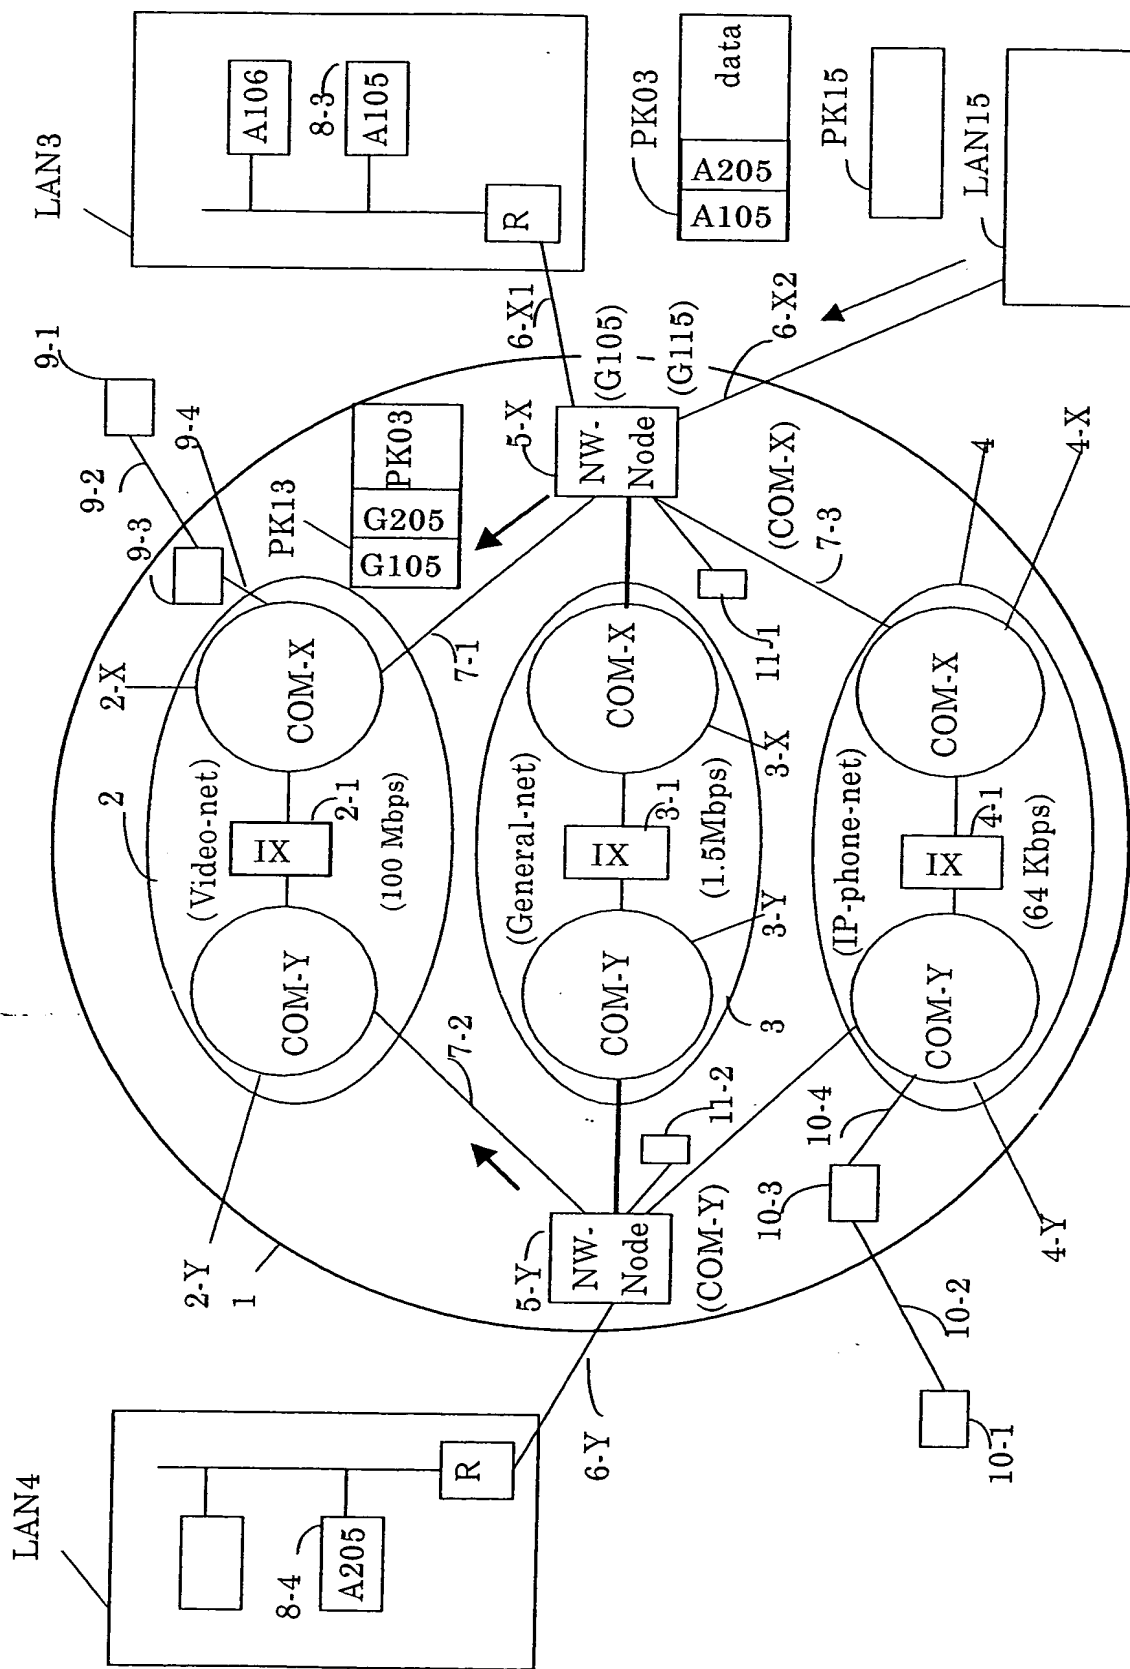 LAN3
A106
8-3
A105
R
6-X1
PK03
A105
A205
data
PK15
LAN15
6-X2
(G105)
(G115)
9-1
9-2
9-3
9-4
PK13
G105
G205
PK03
5-X
NW-
Node
(COM-X)
7-3
4
4-X
11-1
7-1
2-X
COM-X
COM-X
COM-X
3-X
2
(Video-net)
IX
2-1
(100 Mbps)
(General-net)
IX
3-1
(1.5Mbps)
(IP-phone-net)
IX
4-1
(64 Kbps)
COM-Y
COM-Y
3-Y
3
COM-Y
7-2
11-2
2-Y
1
5-Y
NW-
Node
(COM-Y)
10-4
10-3
4-Y
10-2
10-1
6-Y
LAN4
R
8-4
A205